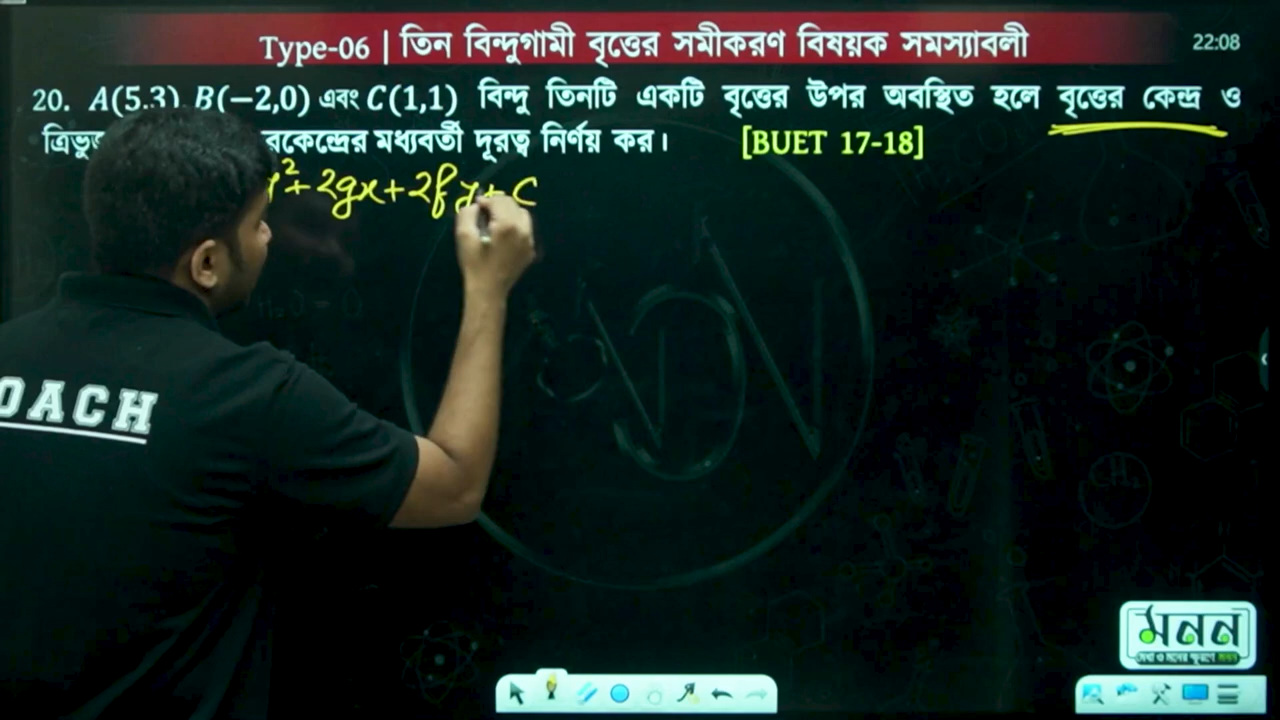 Type-06 | তিন বিন্দুগামী বৃত্তের সমীকরণ বিষয়ক সমস্যাবলী
22:08
20. A(5,3), B(−2,0) এবং C(1,1) বিন্দু তিনটি একটি বৃত্তের উপর অবস্থিত হলে বৃত্তের কেন্দ্র ও
মধ্যবর্তী দূরত্ব নির্ণয় কর। [BUET 17-18]
²+2gx+2fy+c
OACH
মনন